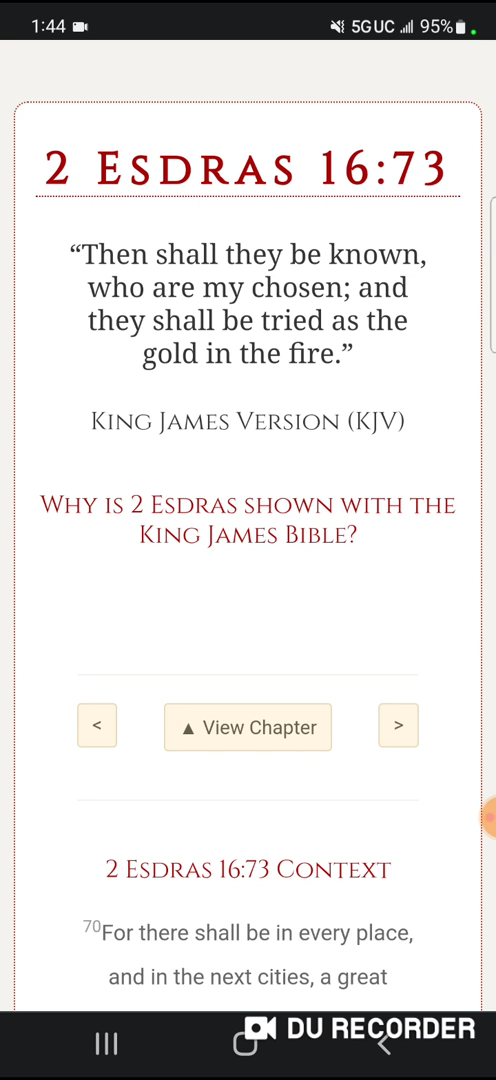 1:44
5G UC 95%
2 Esdras 16:73
“Then shall they be known,
who are my chosen; and
they shall be tried as the
gold in the fire.”
King James Version (KJV)
Why is 2 Esdras shown with the
King James Bible?
<
▲ View Chapter
>
2 Esdras 16:73 Context
70For there shall be in every place,
and in the next cities, a great
DU RECORDER